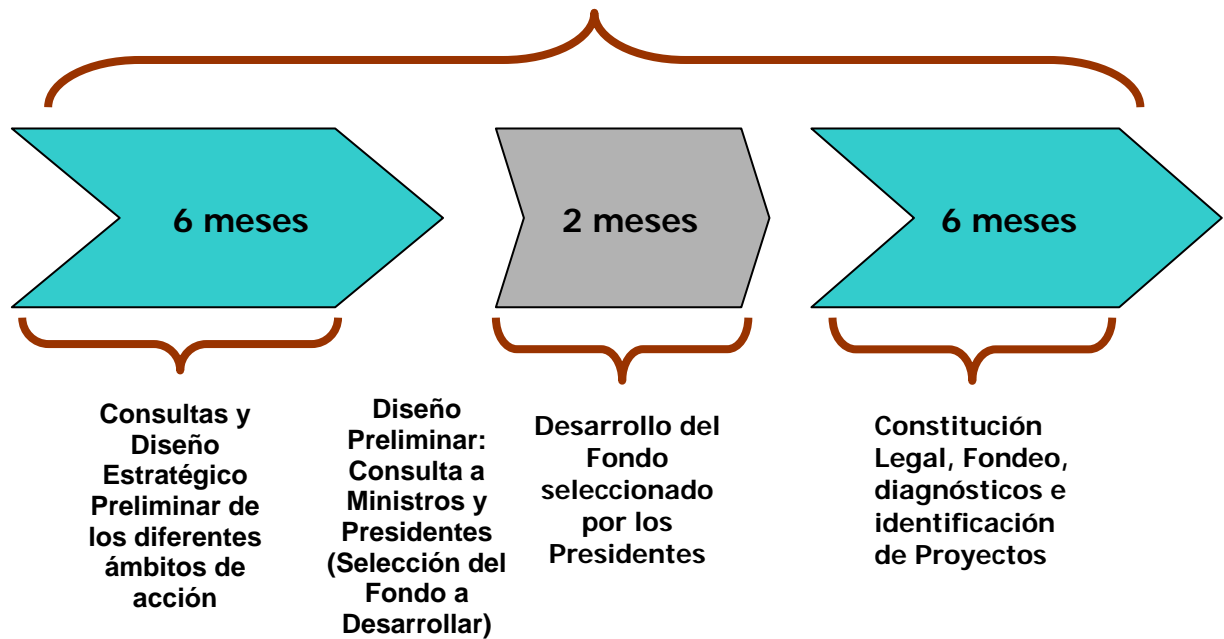 6 meses
2 meses
6 meses
Consultas y
Diseño
Estratégico
Preliminar de
los diferentes
ámbitos de
acción
Diseño
Preliminar:
Consulta a
Ministros y
Presidentes
(Selección del
Fondo a
Desarrollar)
Desarrollo del
Fondo
seleccionado
por los
Presidentes
Constitución
Legal, Fondeo,
diagnósticos e
identificación
de Proyectos